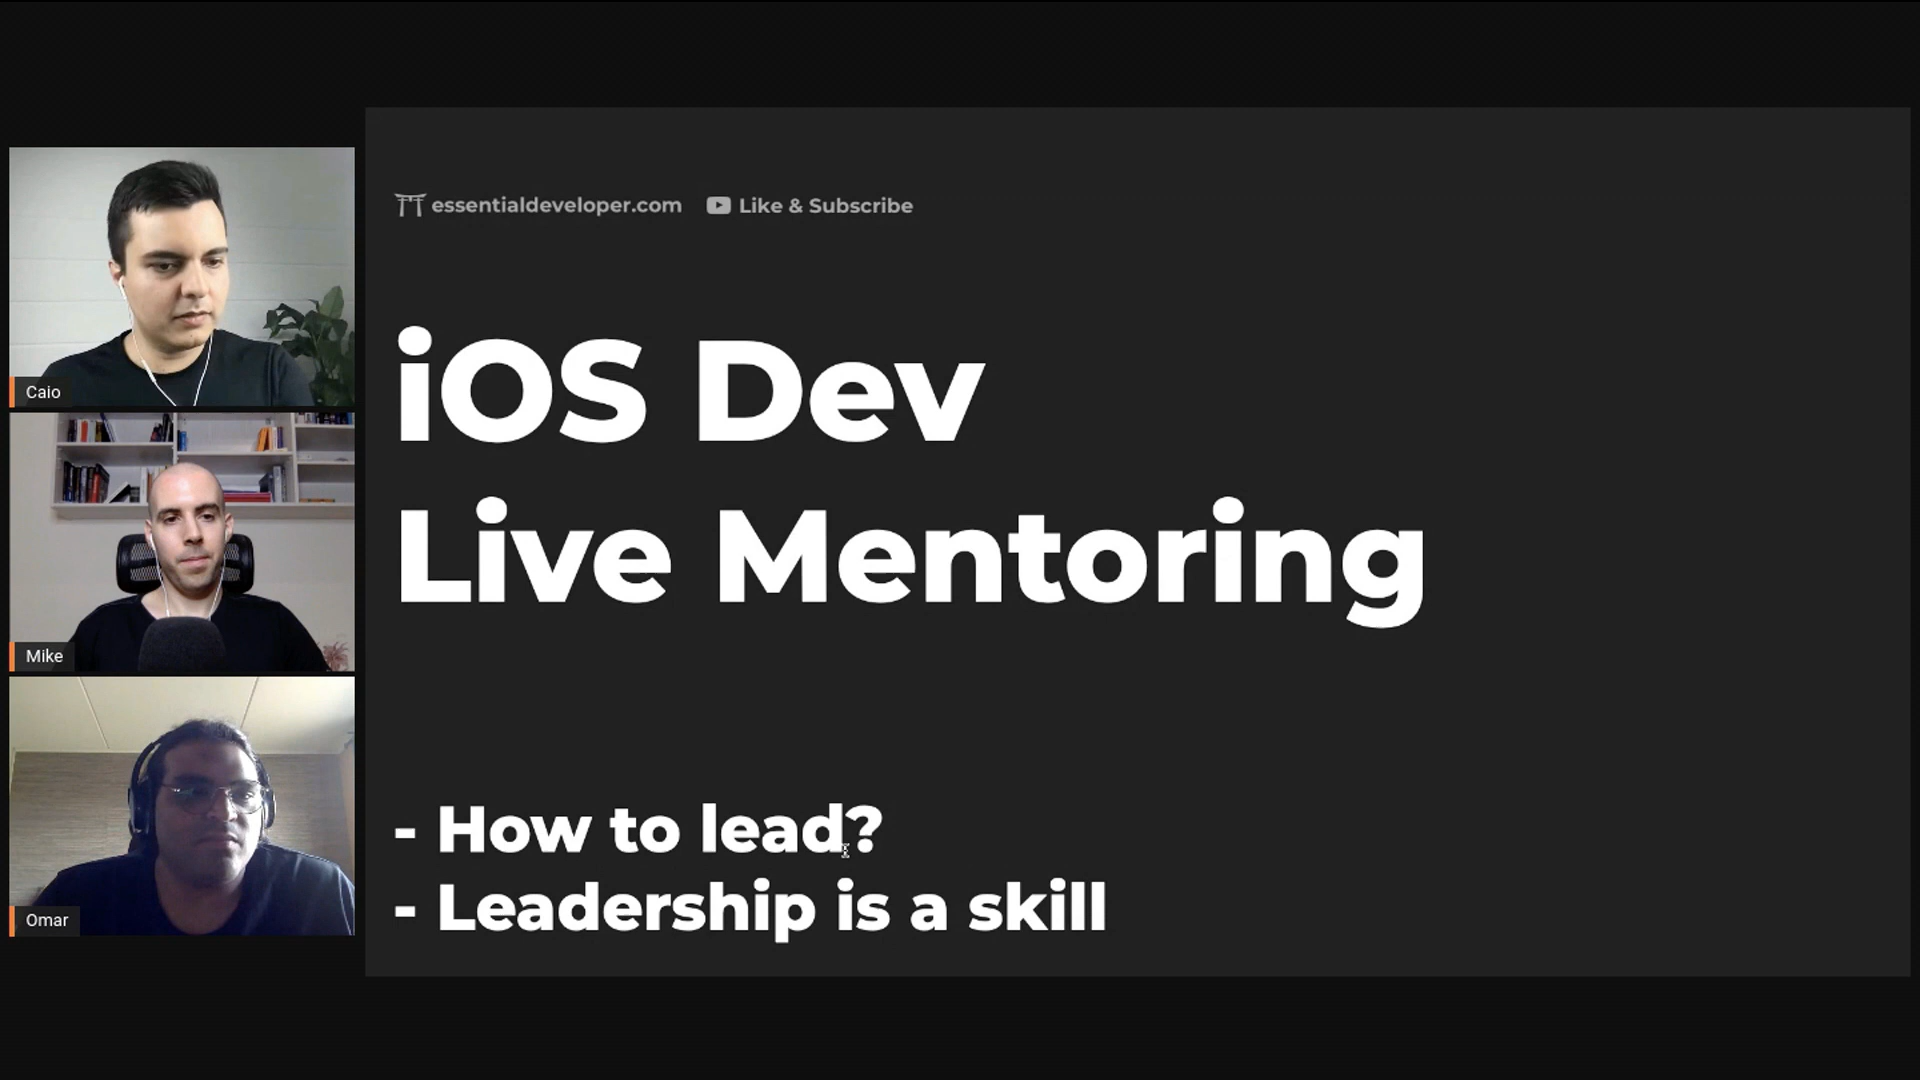 essentialdeveloper.com Like & Subscribe
iOS Dev
Live Mentoring
- How to lead?
- Leadership is a skill
Caio
Mike
Omar